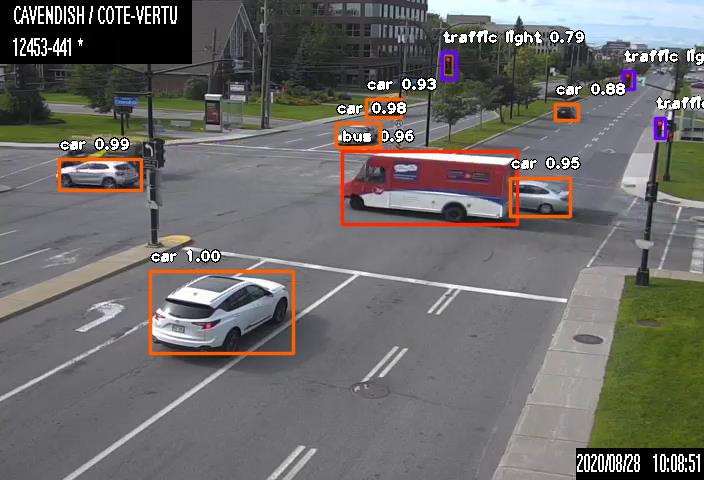 CAVENDISH / COTE-VERTU
12453-441 *
traffic light 0.79
traffic lig
car 0.93
car 0.88
car 0.98
traffic
bus 0.96
car 0.99
car 0.95
car 1.00
2020/08/28 10:08:51